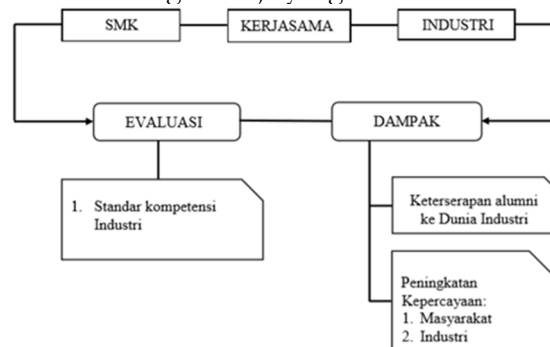 SMK
KERJASAMA
INDUSTRI
EVALUASI
DAMPAK
1. Standar kompetensi
Industri
Keterserapan alumni
ke Dunia Industri
Peningkatan
Kepercayaan:
1. Masyarakat
2. Industri